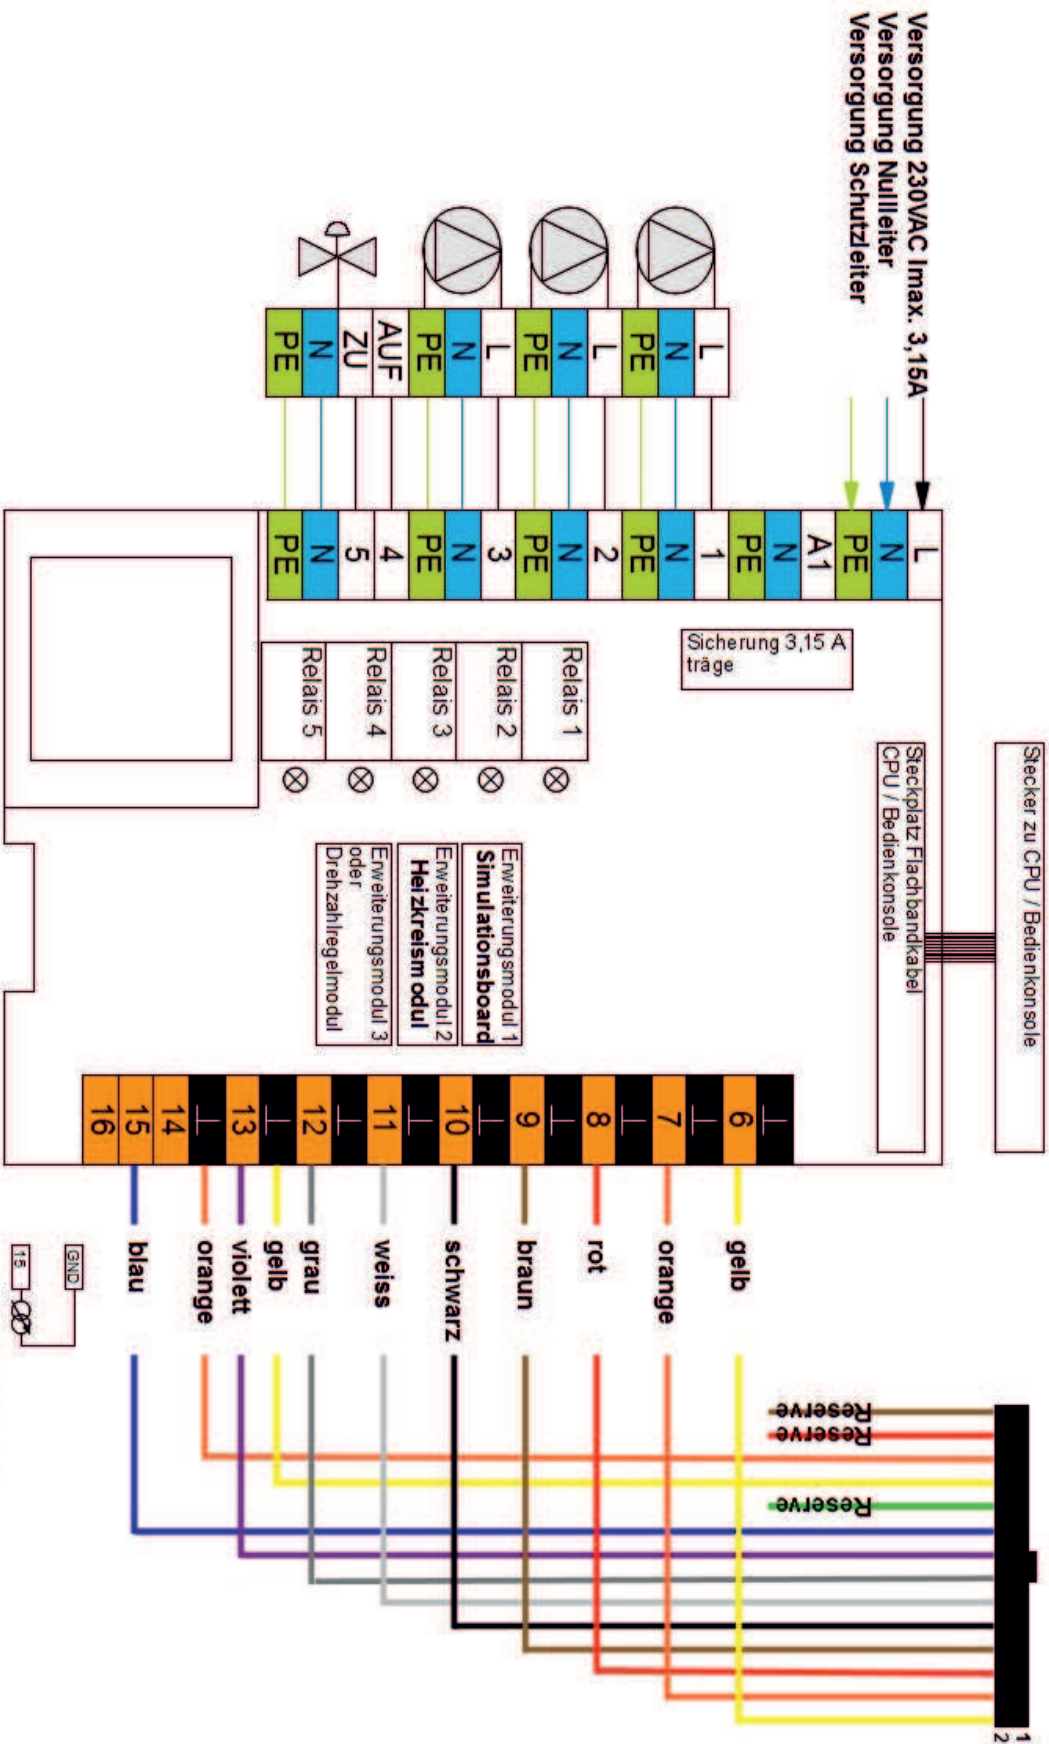 Versorgung 230VAC Imax. 3,15A
Versorgung Nullleiter
Versorgung Schutzleiter
L
N
PE
A1
N
PE
1
N
PE
2
N
PE
3
N
PE
4
5
N
PE
L
N
PE
L
N
PE
L
N
PE
AUF
ZU
N
PE
Sicherung 3,15 A
träge
Relais 1
Relais 2
Relais 3
Relais 4
Relais 5
Stecker zu CPU / Bedienkonsole
Steckplatz Flachbandkabel
CPU / Bedienkonsole
Erweiterungsmodul 1
Simulationsboard
Erweiterungsmodul 2
Heizkreismodul
Erweiterungsmodul 3
oder
Drehzahlregelmodul
6
7
8
9
10
11
12
13
14
15
16
gelb
orange
rot
braun
schwarz
weiss
grau
gelb
violett
orange
blau
GND
15
Reserve
Reserve
Reserve
1
2